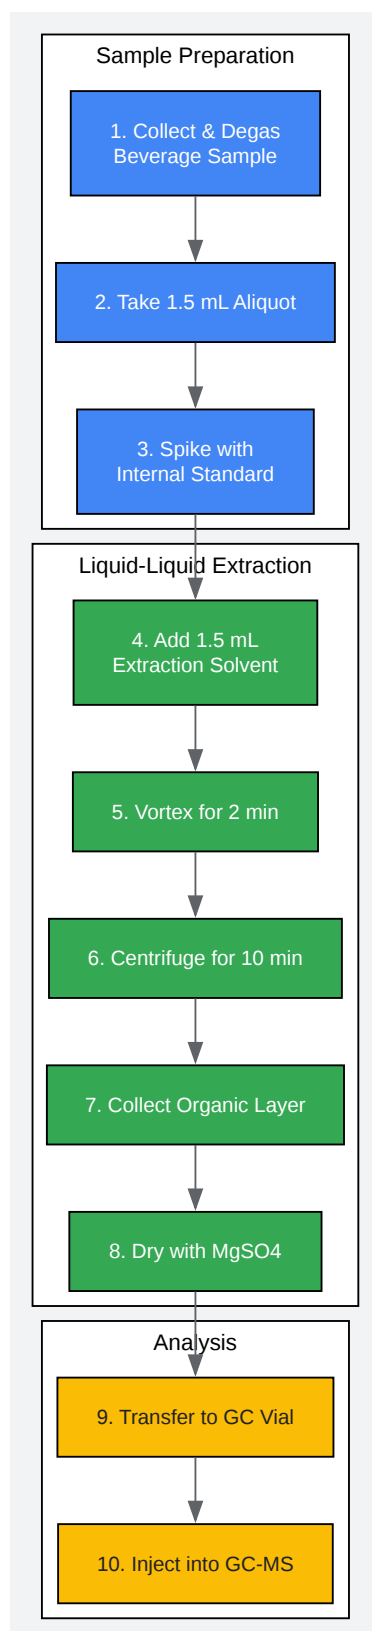 Sample Preparation
1. Collect & Degas
Beverage Sample
2. Take 1.5 mL Aliquot
3. Spike with
Internal Standard
Liquid-Liquid Extraction
4. Add 1.5 mL
Extraction Solvent
5. Vortex for 2 min
6. Centrifuge for 10 min
7. Collect Organic Layer
8. Dry with MgSO4
Analysis
9. Transfer to GC Vial
10. Inject into GC-MS